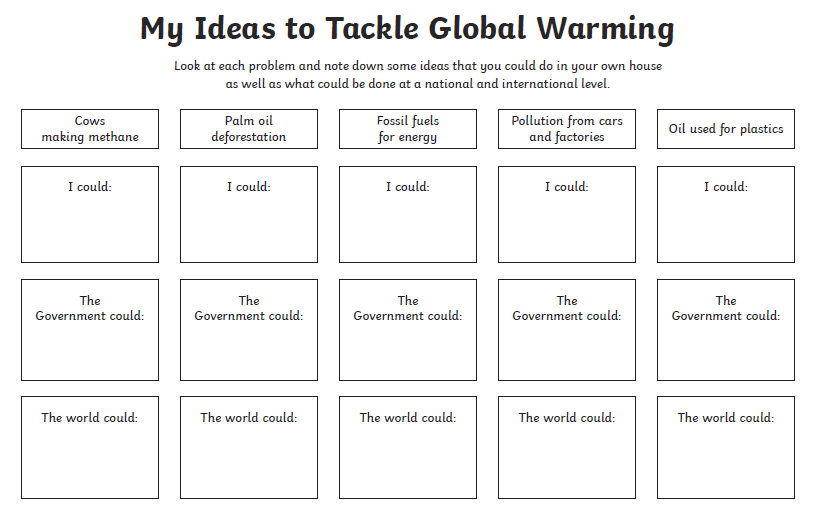 My Ideas to Tackle Global Warming
Look at each problem and note down some ideas that you could do in your own house
as well as what could be done at a national and international level.
Cows
making methane
Palm oil
deforestation
Fossil fuels
for energy
Pollution from cars
and factories
Oil used for plastics
I could:
I could:
I could:
I could:
I could:
The
Government could:
The
Government could:
The
Government could:
The
Government could:
The
Government could:
The world could:
The world could:
The world could:
The world could:
The world could: